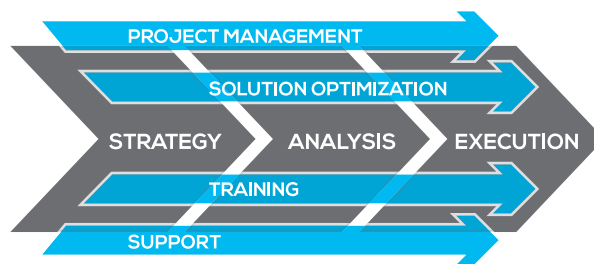 PROJECT MANAGEMENT
SOLUTION OPTIMIZATION
STRATEGY ANALYSIS EXECUTION
TRAINING
SUPPORT